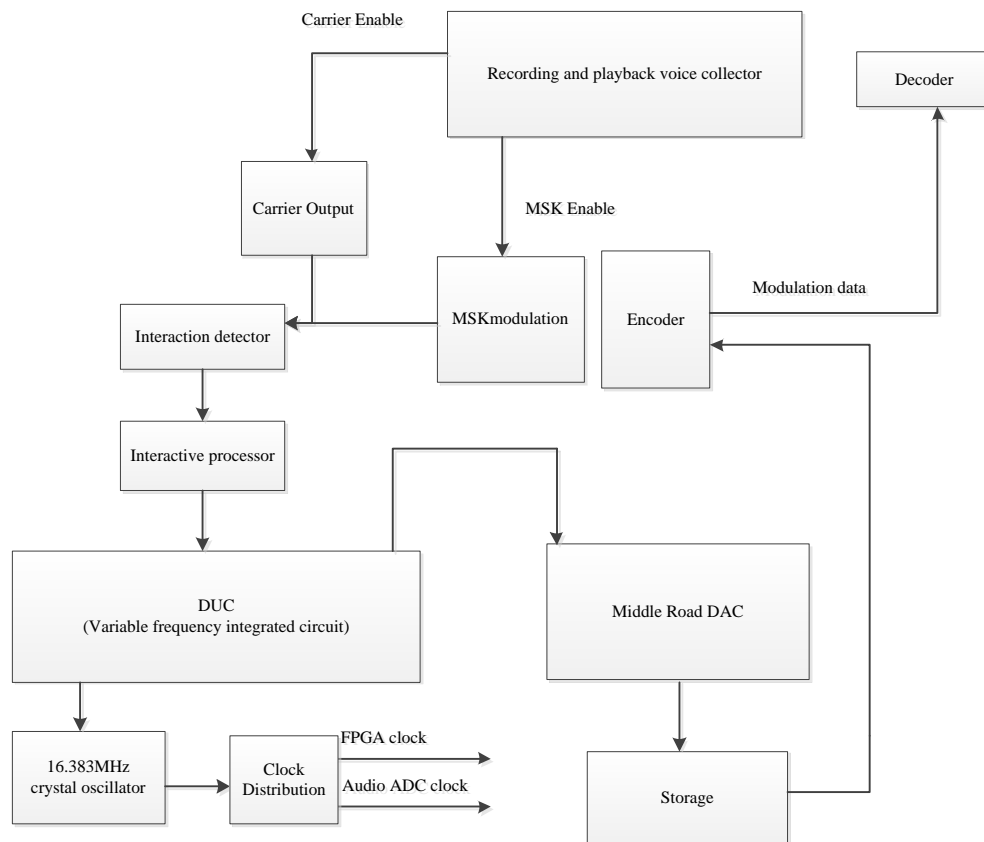 Carrier Enable
Recording and playback voice collector
Decoder
Carrier Output
MSK Enable
Modulation data
MSKmodulation
Encoder
Interaction detector
Interactive processor
DUC
(Variable frequency integrated circuit)
Middle Road DAC
FPGA clock
16.383MHz
crystal oscillator
Clock
Distribution
Audio ADC clock
Storage